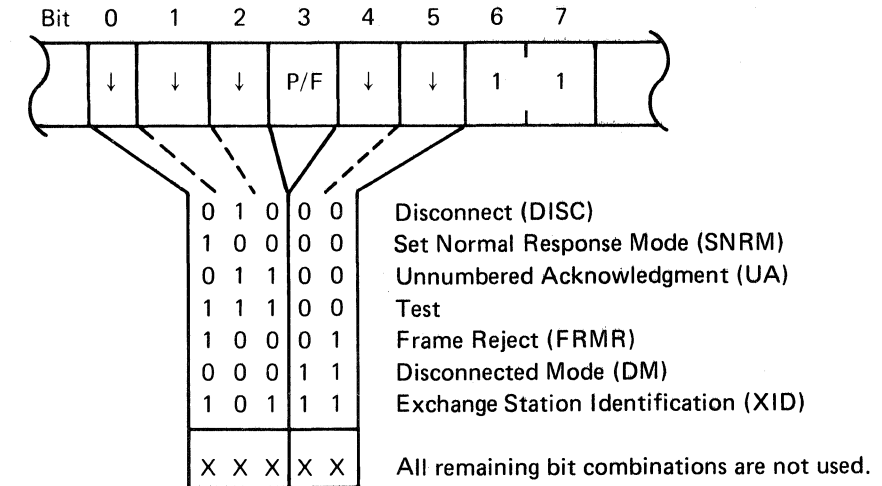 Bit 0 1 2 3 4 5 6 7
↓ ↓ ↓ P/F ↓ ↓ 1 1
0 1 0 0 0 Disconnect (DISC)
1 0 0 0 0 Set Normal Response Mode (SNRM)
0 1 1 0 0 Unnumbered Acknowledgment (UA)
1 1 1 0 0 Test
1 0 0 0 1 Frame Reject (FRMR)
0 0 0 1 1 Disconnected Mode (DM)
1 0 1 1 1 Exchange Station Identification (XID)
X X X X X All remaining bit combinations are not used.